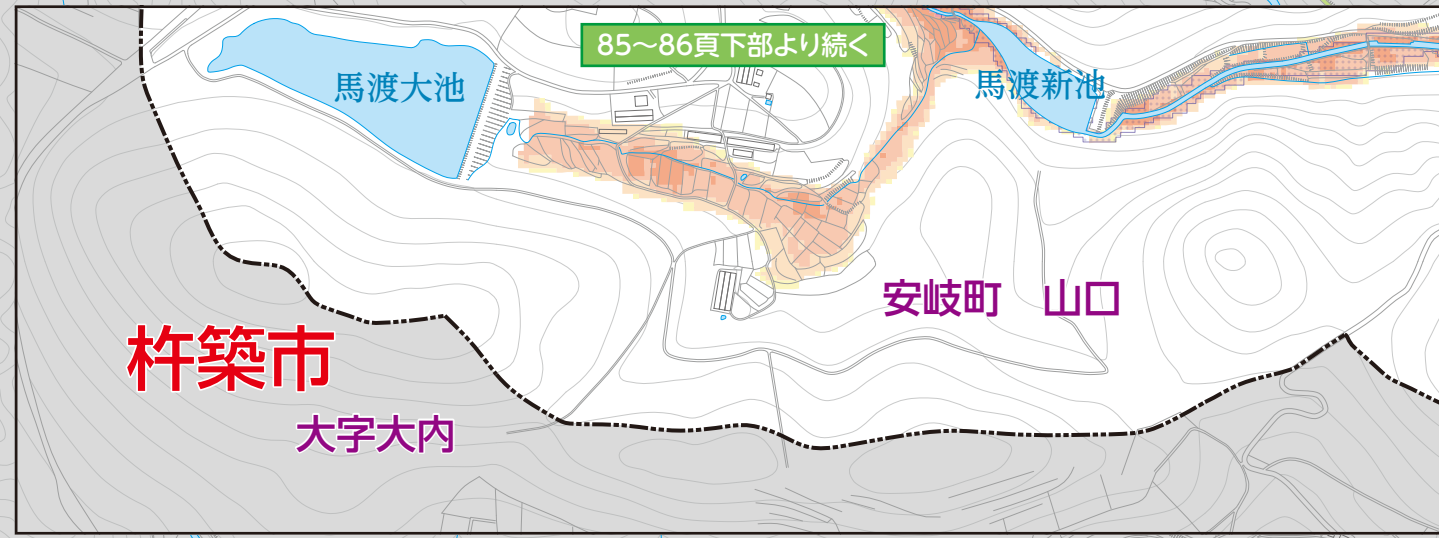 85〜86頁下部より続く
馬渡大池
馬渡新池
安岐町 山口
杵築市
大字大内